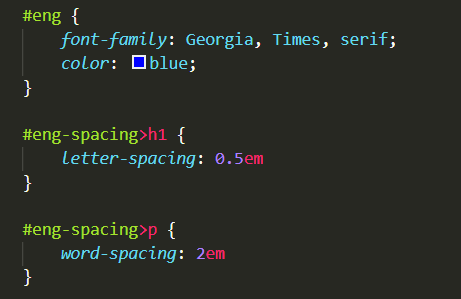 #eng {
font-family: Georgia, Times, serif;
color: blue;
}
#eng-spacing>h1 {
letter-spacing: 0.5em
}
#eng-spacing>p {
word-spacing: 2em
}